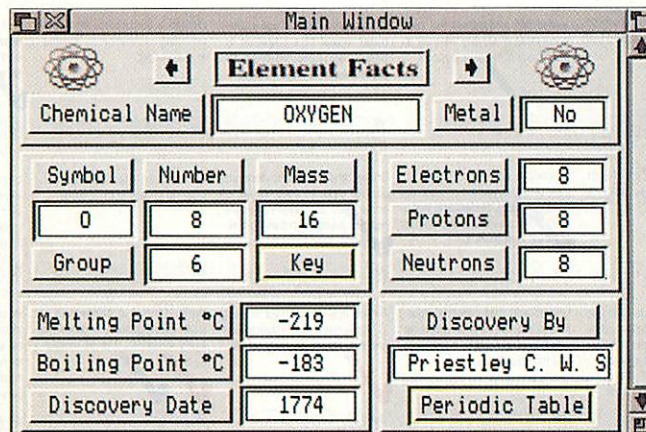 Main Window
Element Facts
Chemical Name OXYGEN Metal No
Symbol Number Mass
O 8 16
Group 6 Key
Electrons 8
Protons 8
Neutrons 8
Melting Point °C -219
Boiling Point °C -183
Discovery Date 1774
Discovery By
Priestley C. W. S
Periodic Table